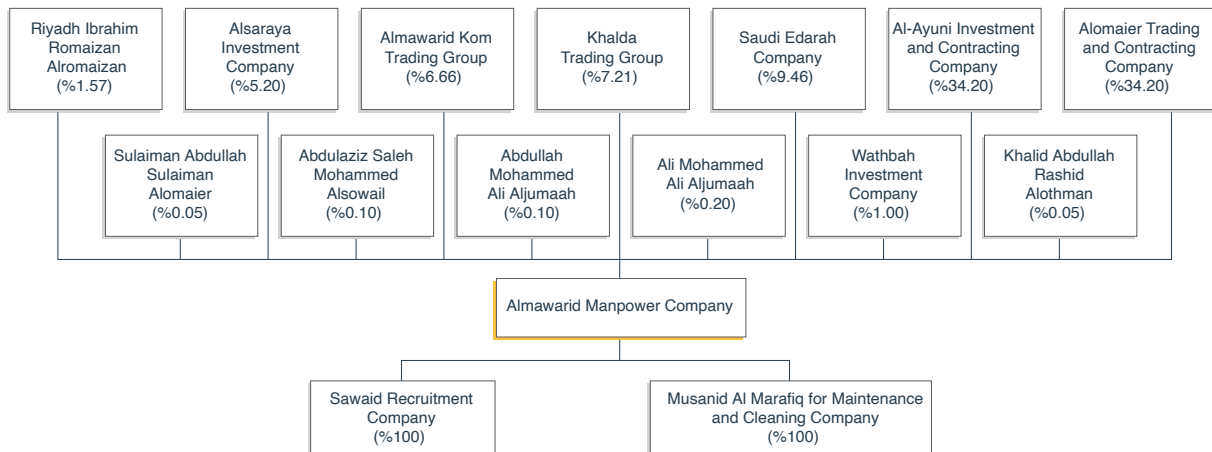 Riyadh Ibrahim
Romaizan
Alromaizan
(%1.57)
Alsaraya
Investment
Company
(%5.20)
Almawarid Kom
Trading Group
(%6.66)
Khalda
Trading Group
(%7.21)
Saudi Edarah
Company
(%9.46)
Al-Ayuni Investment
and Contracting
Company
(%34.20)
Alomaier Trading
and Contracting
Company
(%34.20)
Sulaiman Abdullah
Sulaiman
Alomaier
(%0.05)
Abdulaziz Saleh
Mohammed
Alsowail
(%0.10)
Abdullah
Mohammed
Ali Aljumaah
(%0.10)
Ali Mohammed
Ali Aljumaah
(%0.20)
Wathbah
Investment
Company
(%1.00)
Khalid Abdullah
Rashid
Alothman
(%0.05)
Almawarid Manpower Company
Sawaid Recruitment
Company
(%100)
Musanid Al Marafiq for Maintenance
and Cleaning Company
(%100)